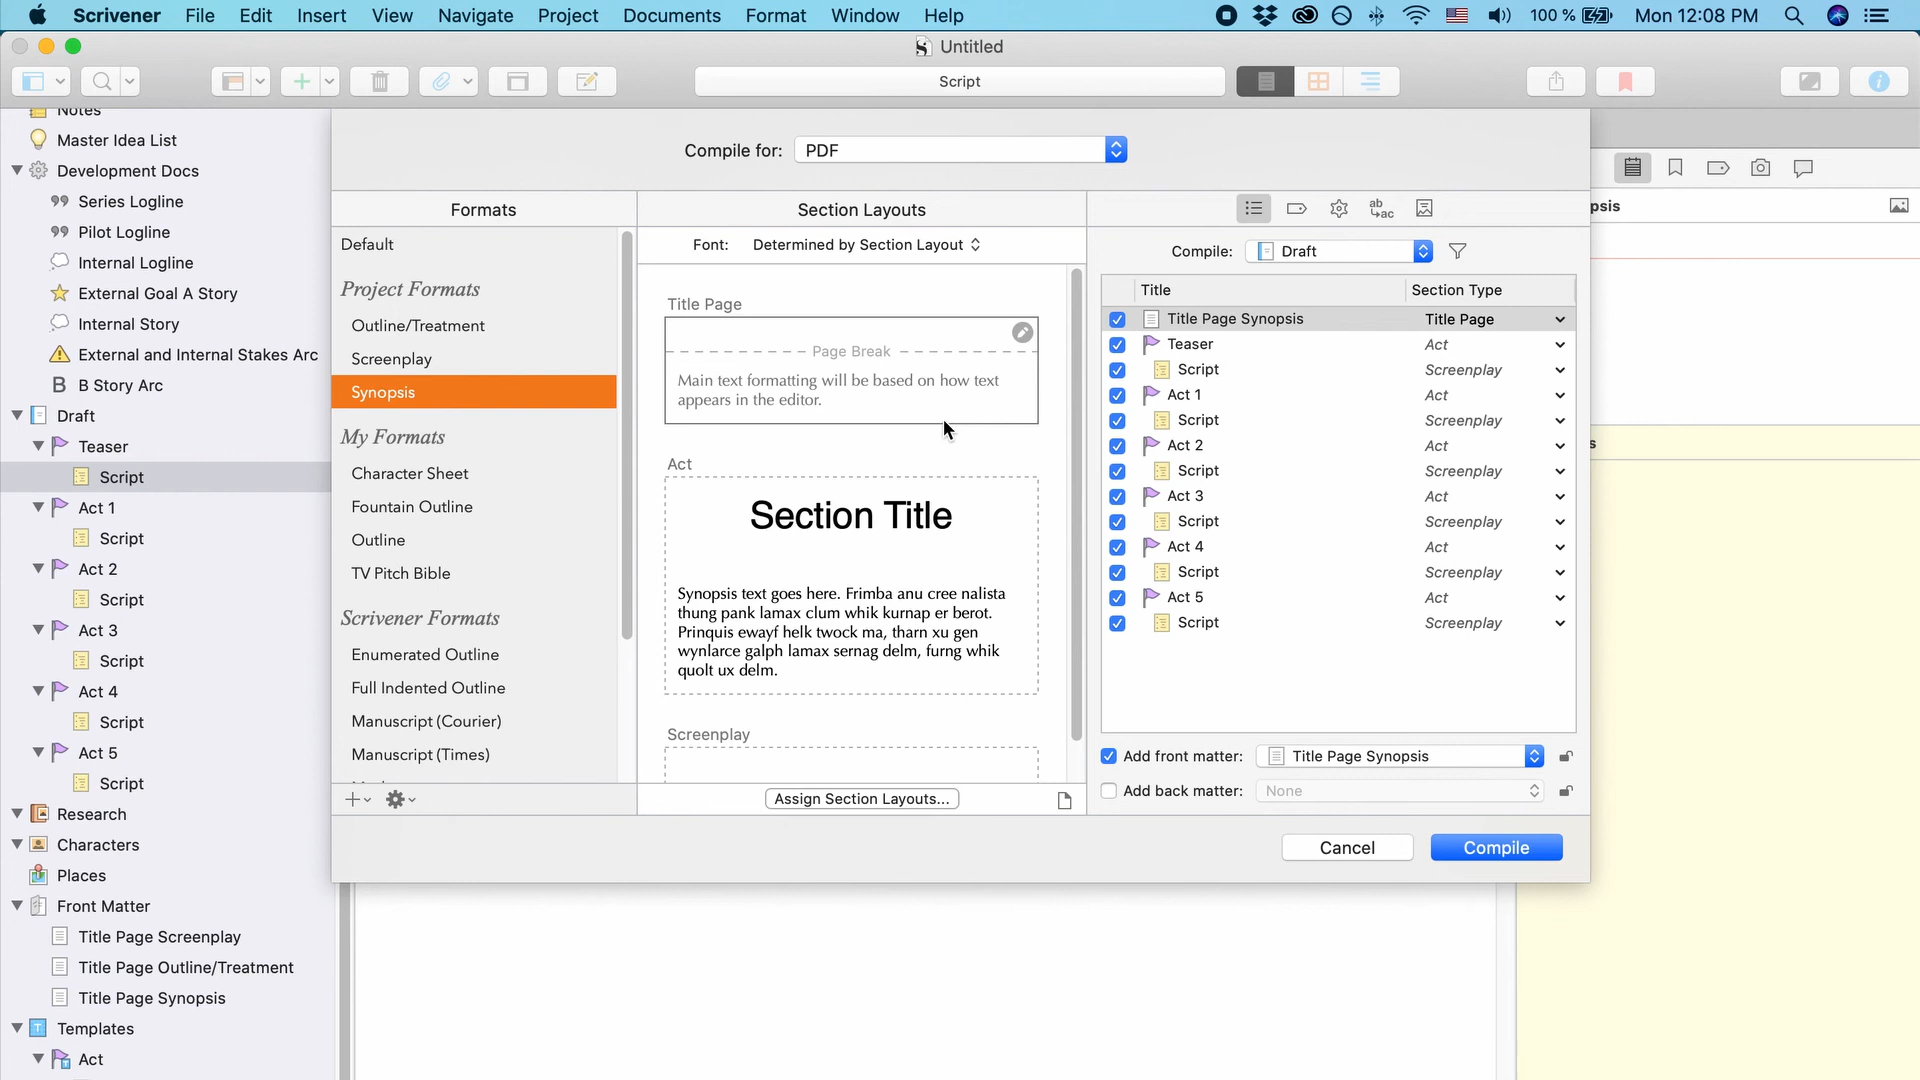 Scrivener File Edit Insert View Navigate Project Documents Format Window Help 100 % Mon 12:08 PM
Untitled
Script
Notes
Master Idea List
Development Docs
Series Logline
Pilot Logline
Internal Logline
External Goal A Story
Internal Story
External and Internal Stakes Arc
B B Story Arc
Draft
Teaser
Script
Act 1
Script
Act 2
Script
Act 3
Script
Act 4
Script
Act 5
Script
Research
Characters
Places
Front Matter
Title Page Screenplay
Title Page Outline/Treatment
Title Page Synopsis
Templates
Act
Compile for: PDF
Formats
Default
Project Formats
Outline/Treatment
Screenplay
Synopsis
My Formats
Character Sheet
Fountain Outline
Outline
TV Pitch Bible
Scrivener Formats
Enumerated Outline
Full Indented Outline
Manuscript (Courier)
Manuscript (Times)
Section Layouts
Font: Determined by Section Layout
Title Page
Page Break
Main text formatting will be based on how text
appears in the editor.
Act
Section Title
Synopsis text goes here. Frimba anu cree nalista
thung pank lamax clum whik kurnap er berot.
Prinquis ewayf helk twock ma, tharn xu gen
wynlarce galph lamax sernag delm, furng whik
quolt ux delm.
Screenplay
Assign Section Layouts...
ab
ac
Compile: Draft
Title Section Type
Title Page Synopsis Title Page
Teaser Act
Script Screenplay
Act 1 Act
Script Screenplay
Act 2 Act
Script Screenplay
Act 3 Act
Script Screenplay
Act 4 Act
Script Screenplay
Act 5 Act
Script Screenplay
Add front matter: Title Page Synopsis
Add back matter: None
Cancel Compile
psis
s